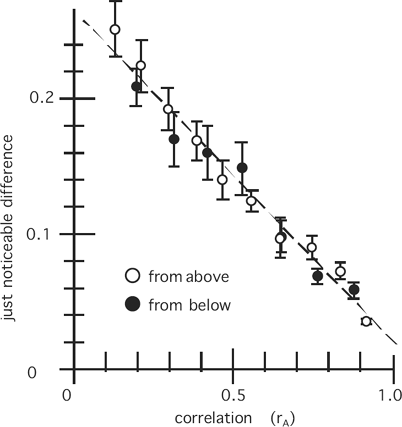 just noticeable difference
0.2
0.1
0
from above
from below
0
0.5
1.0
correlation (rA)